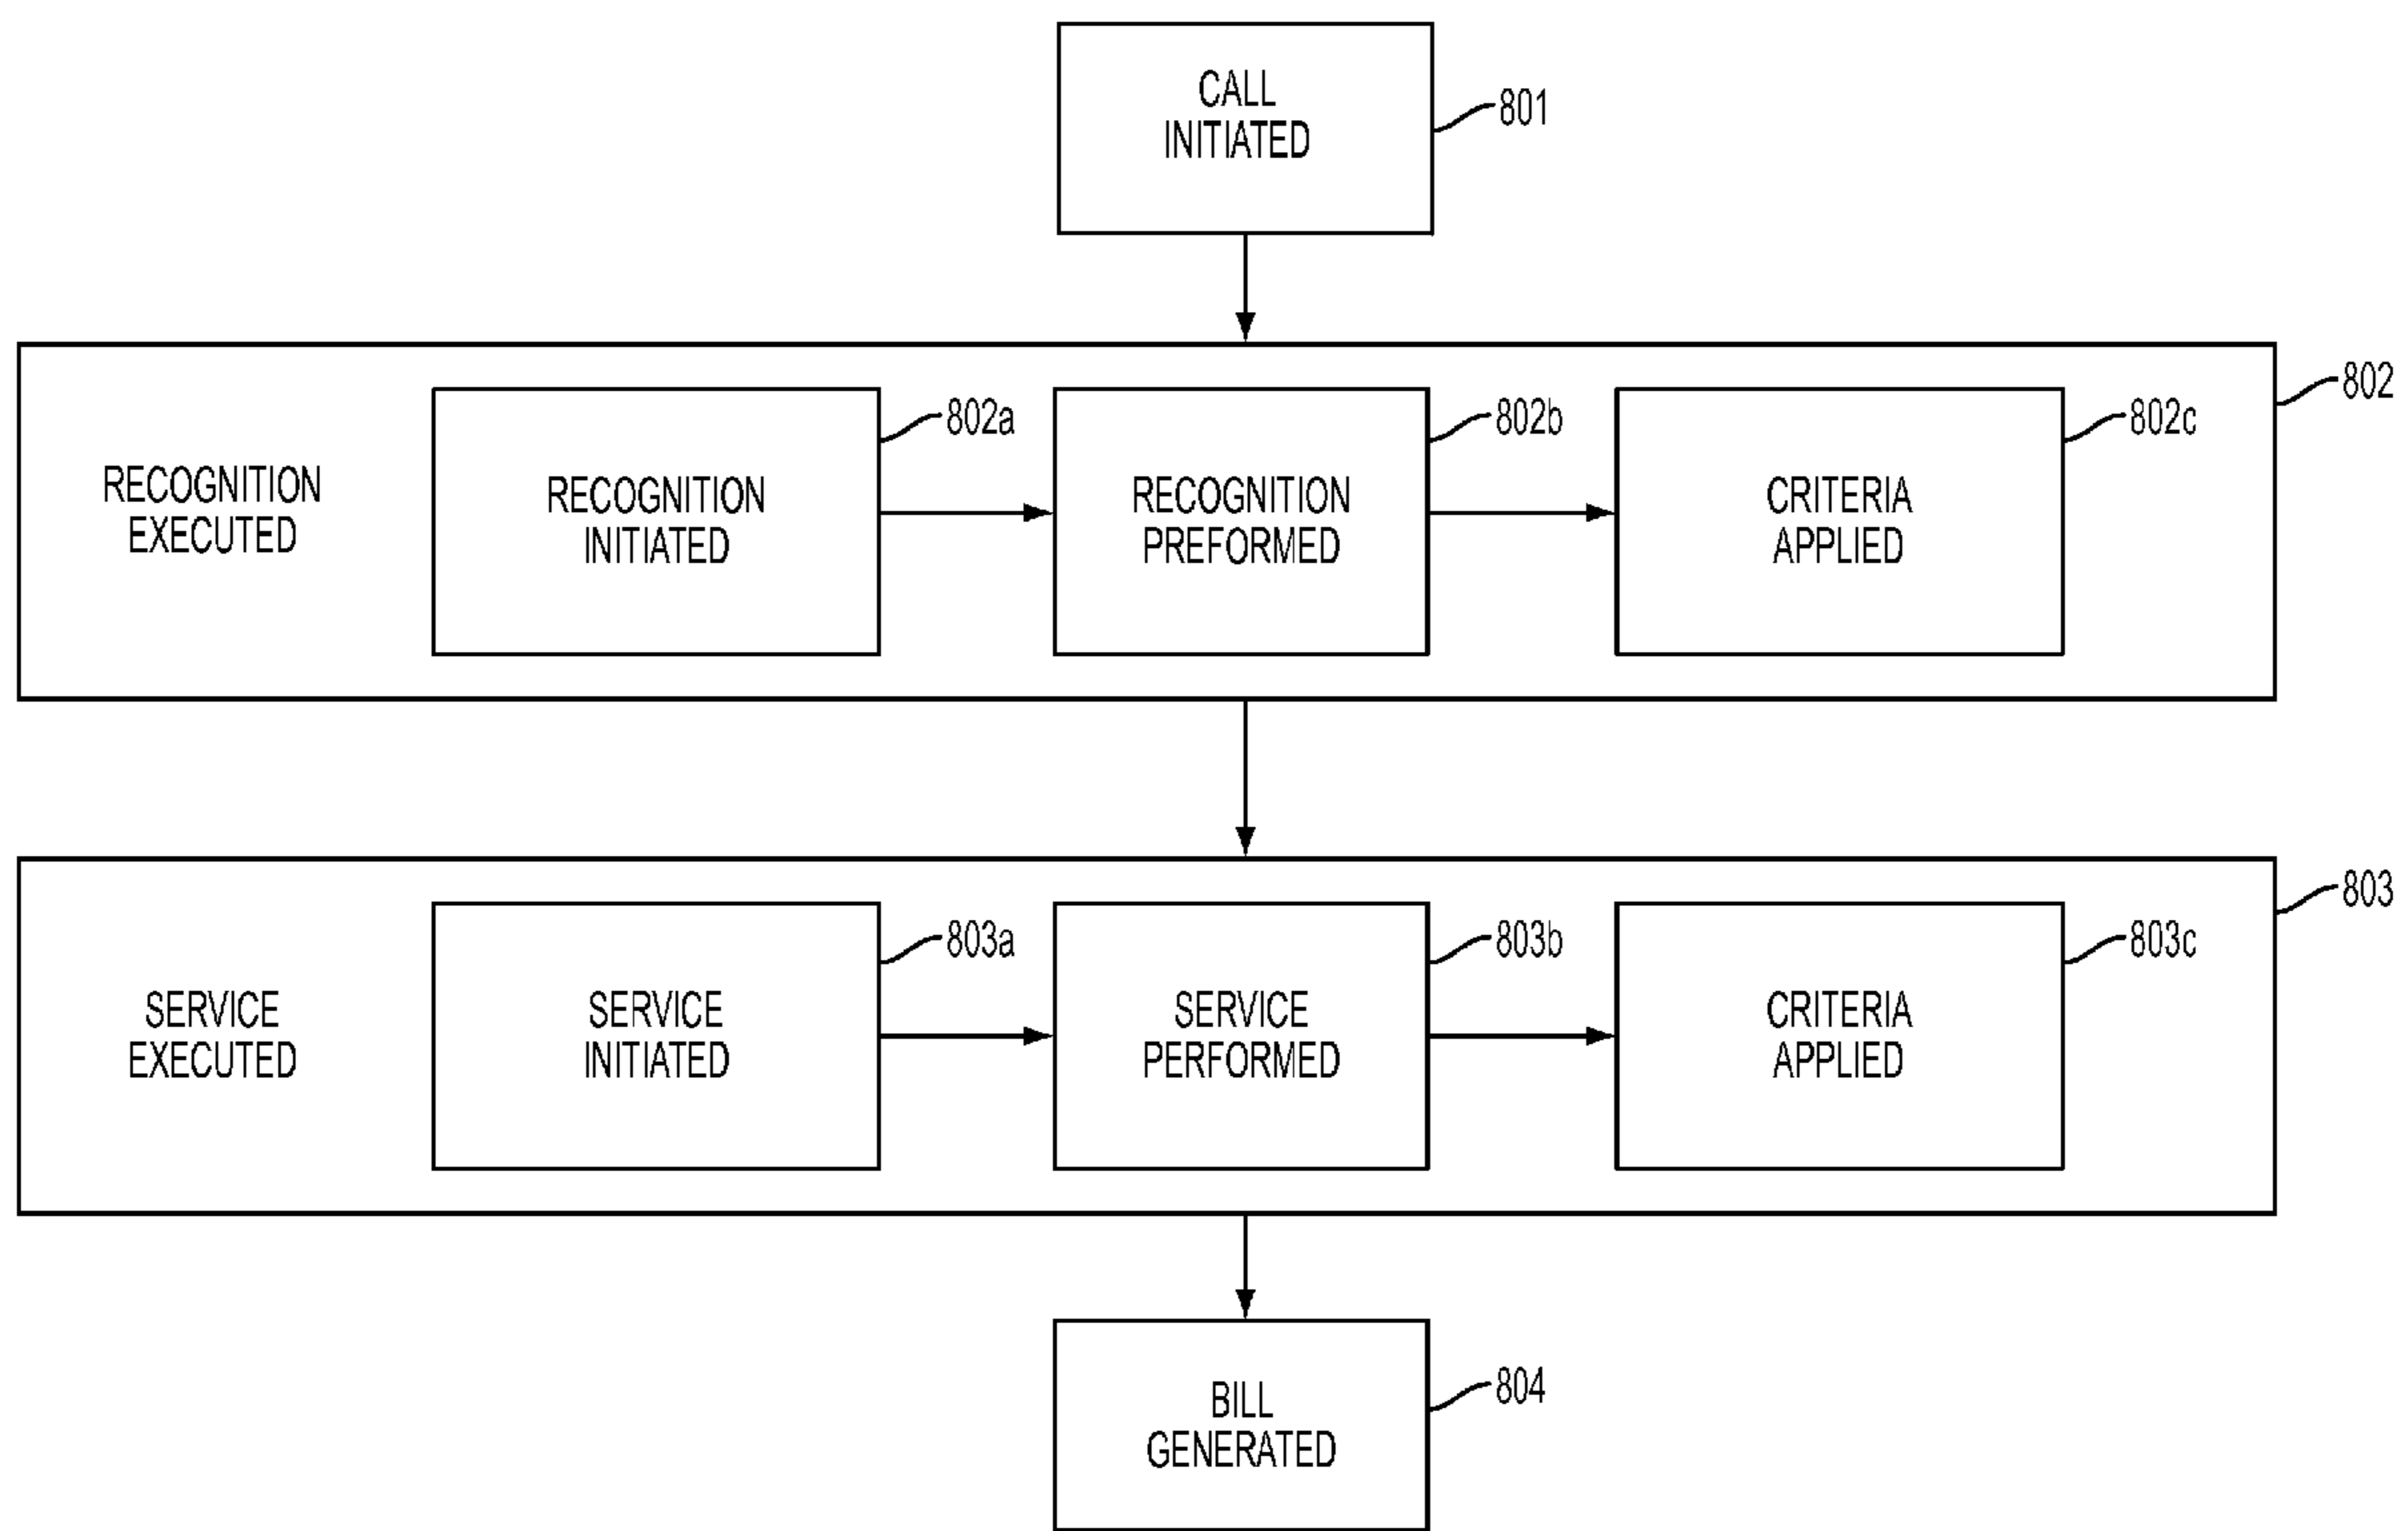 CALL
INITIATED
801
802
RECOGNITION
EXECUTED
RECOGNITION
INITIATED
802a
RECOGNITION
PREFORMED
802b
CRITERIA
APPLIED
802c
803
SERVICE
EXECUTED
SERVICE
INITIATED
803a
SERVICE
PERFORMED
803b
CRITERIA
APPLIED
803c
BILL
GENERATED
804